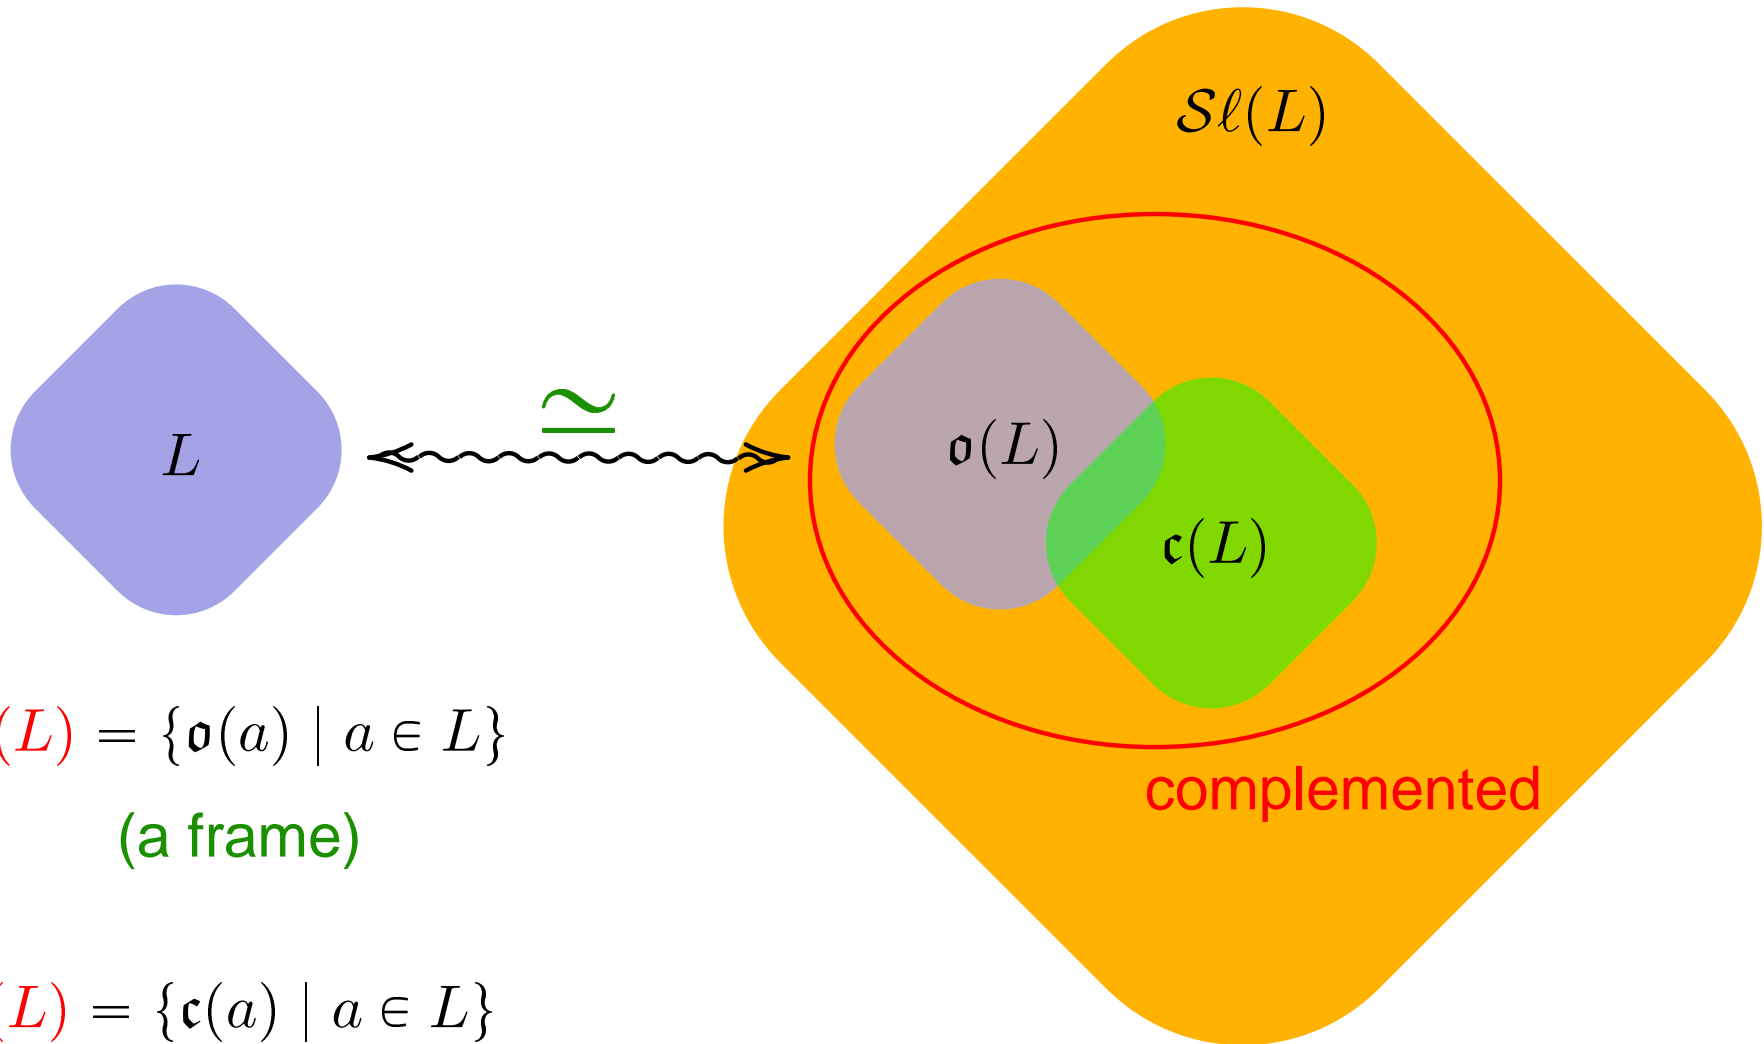 𝒮ℓ(L)
≃
L
𝔬(L)
𝔠(L)
(L) = {𝔬(a) | a ∈ L}
complemented
(a frame)
(L) = {𝔠(a) | a ∈ L}